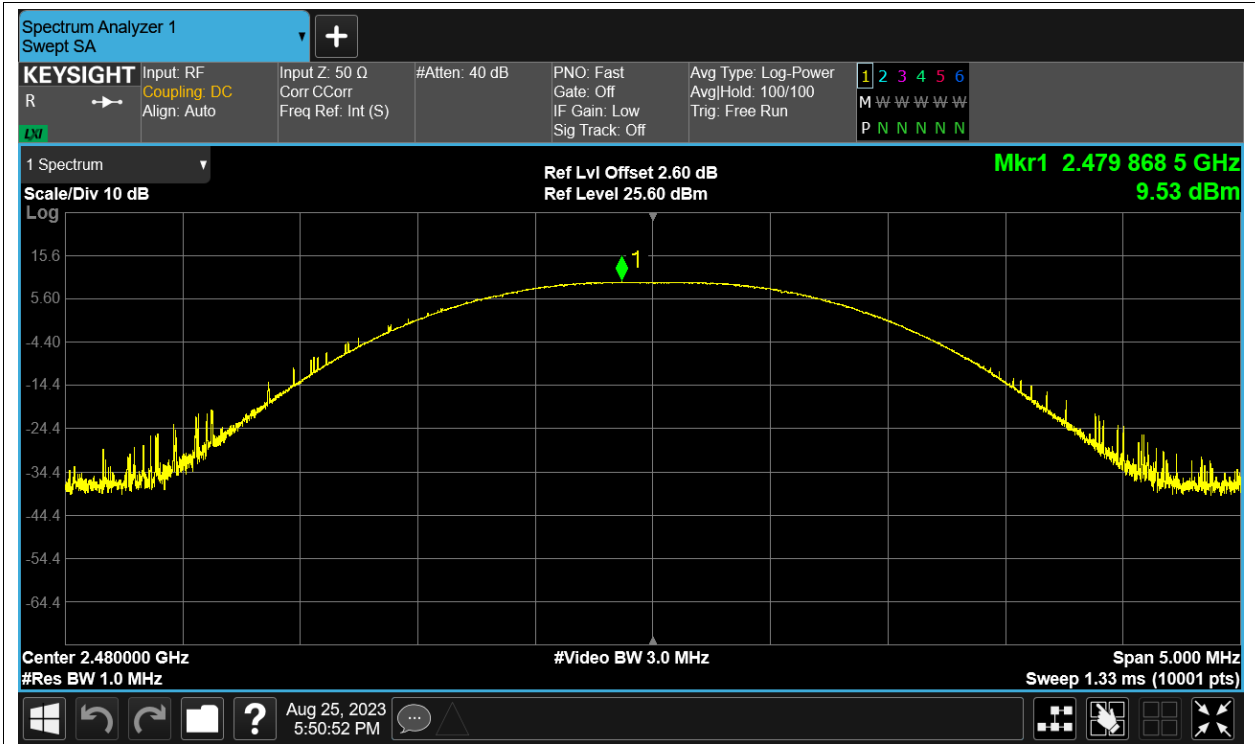 Spectrum Analyzer 1
Swept SA
KEYSIGHT
R
LXI
Input: RF
Coupling: DC
Align: Auto
Input Z: 50 Ω
Corr CCorr
Freq Ref: Int (S)
#Atten: 40 dB
PNO: Fast
Gate: Off
IF Gain: Low
Sig Track: Off
Avg Type: Log-Power
Avg|Hold: 100/100
Trig: Free Run
1 2 3 4 5 6
M W W W W W
P N N N N N
1 Spectrum
Scale/Div 10 dB
Log
Ref Lvl Offset 2.60 dB
Ref Level 25.60 dBm
Mkr1 2.479 868 5 GHz
9.53 dBm
1
15.6
5.60
-4.40
-14.4
-24.4
-34.4
-44.4
-54.4
-64.4
Center 2.480000 GHz
#Res BW 1.0 MHz
#Video BW 3.0 MHz
Span 5.000 MHz
Sweep 1.33 ms (10001 pts)
?
Aug 25, 2023
5:50:52 PM